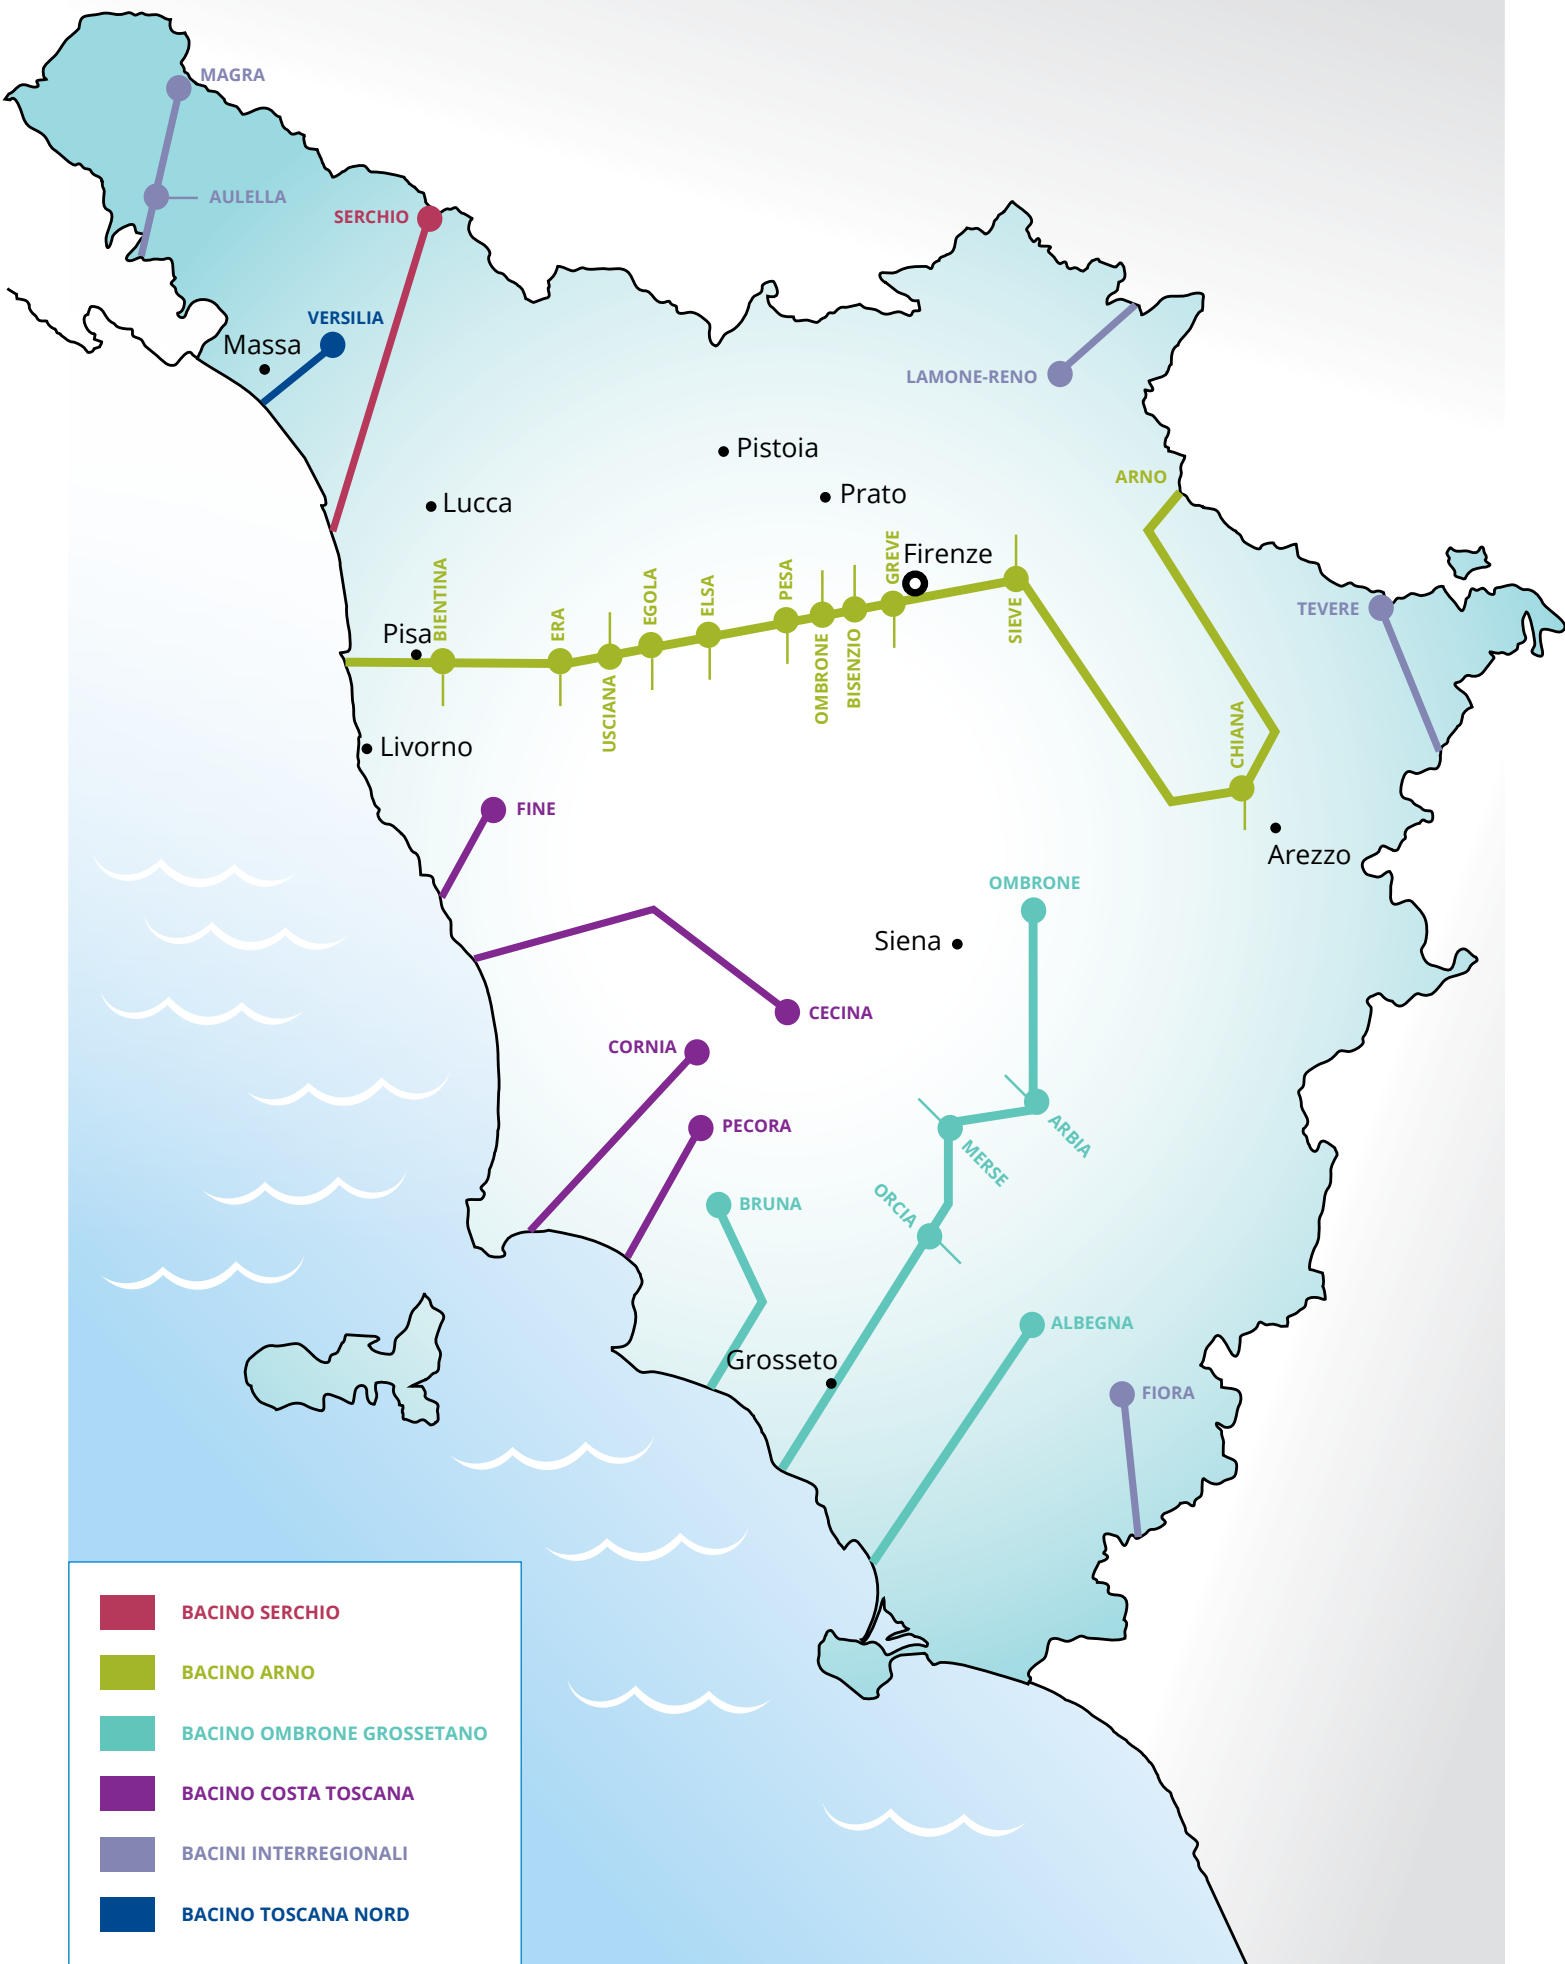 MAGRA
AULELLA
SERCHIO
VERSILIA
Massa
LAMONE-RENO
Pistoia
ARNO
Prato
Lucca
Firenze
GREVE
BIENTINA
EGOLA
ELSA
PESA
ERA
SIEVE
TEVERE
Pisa
USCIANA
OMBRONE
BISENZIO
CHIANA
Livorno
FINE
Arezzo
OMBRONE
Siena
CECINA
CORNIA
PECORA
ARBIA
MERSE
ORCIA
BRUNA
ALBEGNA
Grosseto
FIORA
BACINO SERCHIO
BACINO ARNO
BACINO OMBRONE GROSSETANO
BACINO COSTA TOSCANA
BACINI INTERREGIONALI
BACINO TOSCANA NORD